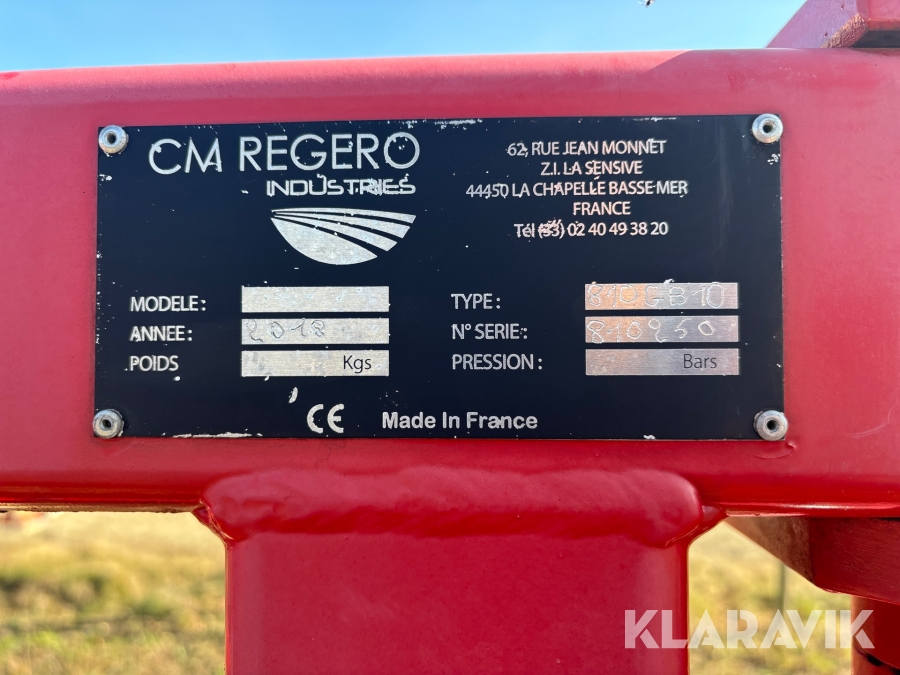 CM REGERO
INDUSTRIES
62, RUE JEAN MONNET
Z.I. LA SENSIVE
44450 LA CHAPELLE BASSE MER
FRANCE
Tél (33) 02 40 49 38 20
MODELE :
TYPE : 810GB10
ANNEE : 2018
N° SERIE : 810250
POIDS Kgs
PRESSION : Bars
CE Made In France
KLARAVIK